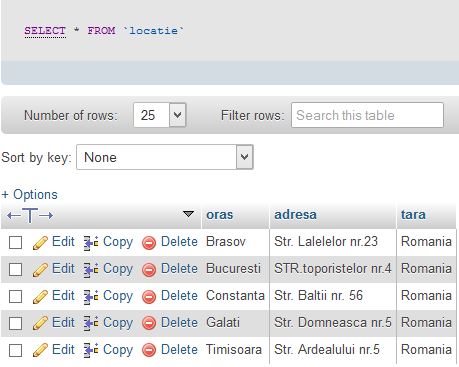 SELECT * FROM `locatie`
Number of rows: 25 Filter rows: Search this table
Sort by key: None
+ Options
←T→ oras adresa tara
Edit Copy Delete Brasov Str. Lalelelor nr.23 Romania
Edit Copy Delete Bucuresti STR.toporistelor nr.4 Romania
Edit Copy Delete Constanta Str. Baltii nr. 56 Romania
Edit Copy Delete Galati Str. Domneasca nr.5 Romania
Edit Copy Delete Timisoara Str. Ardealului nr.5 Romania